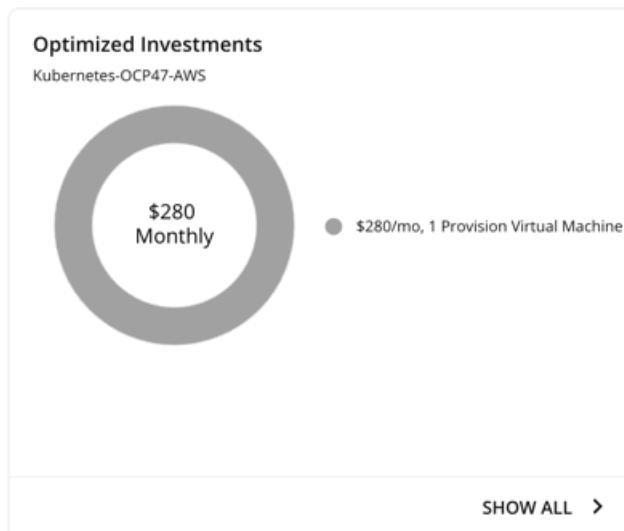 Optimized Investments
Kubernetes-OCP47-AWS
$280
Monthly
$280/mo, 1 Provision Virtual Machine
SHOW ALL